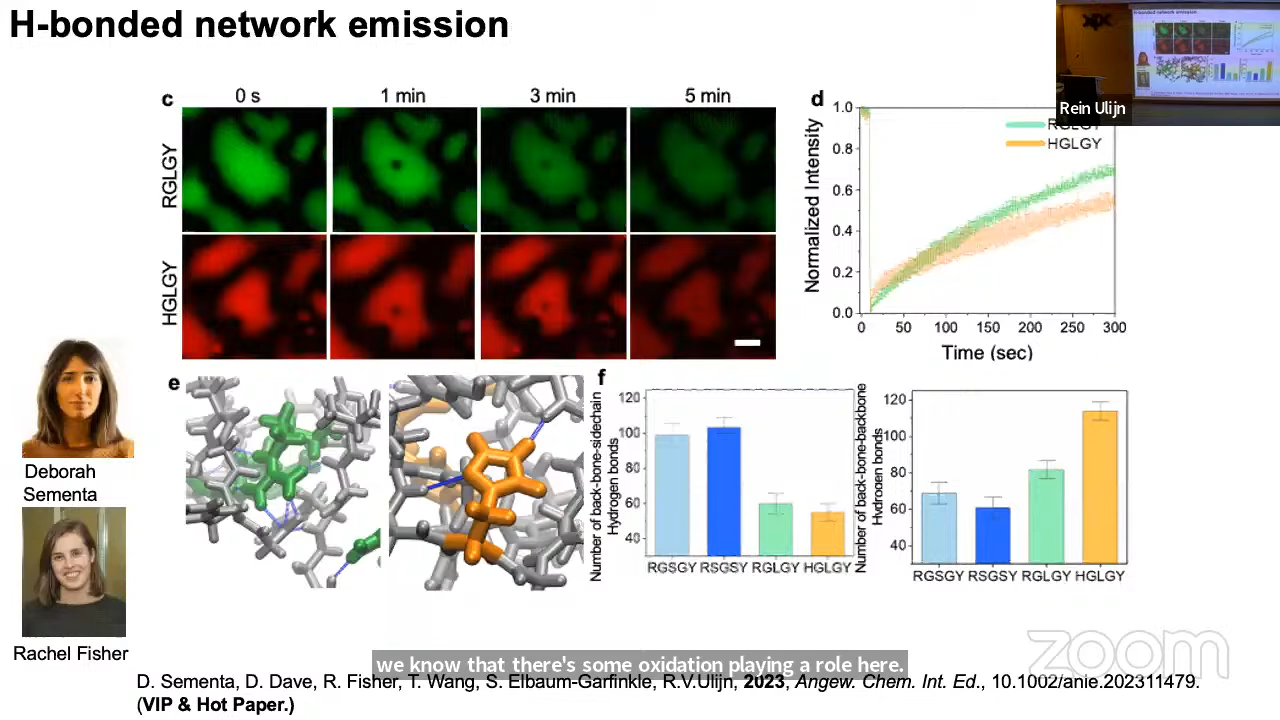 H-bonded network emission
Rein Ulijn
c
0 s
1 min
3 min
5 min
RGLGY
HGLGY
d
Normalized Intensity
1.0
0.8
0.6
0.4
0.2
0.0
RGLGY
HGLGY
0
50
100
150
200
250
300
Time (sec)
e
f
Number of back-bone-sidechain
Hydrogen bonds
120
100
80
60
40
RGSGY
RSGSY
RGLGY
HGLGY
Number of back-bone-backbone
Hydrogen bonds
120
100
80
60
40
RGSGY
RSGSY
RGLGY
HGLGY
Deborah
Sementa
Rachel Fisher
zoom
we know that there's some oxidation playing a role here.
D. Sementa, D. Dave, R. Fisher, T. Wang, S. Elbaum-Garfinkle, R.V.Ulijn, 2023, Angew. Chem. Int. Ed., 10.1002/anie.202311479.
(VIP & Hot Paper.)